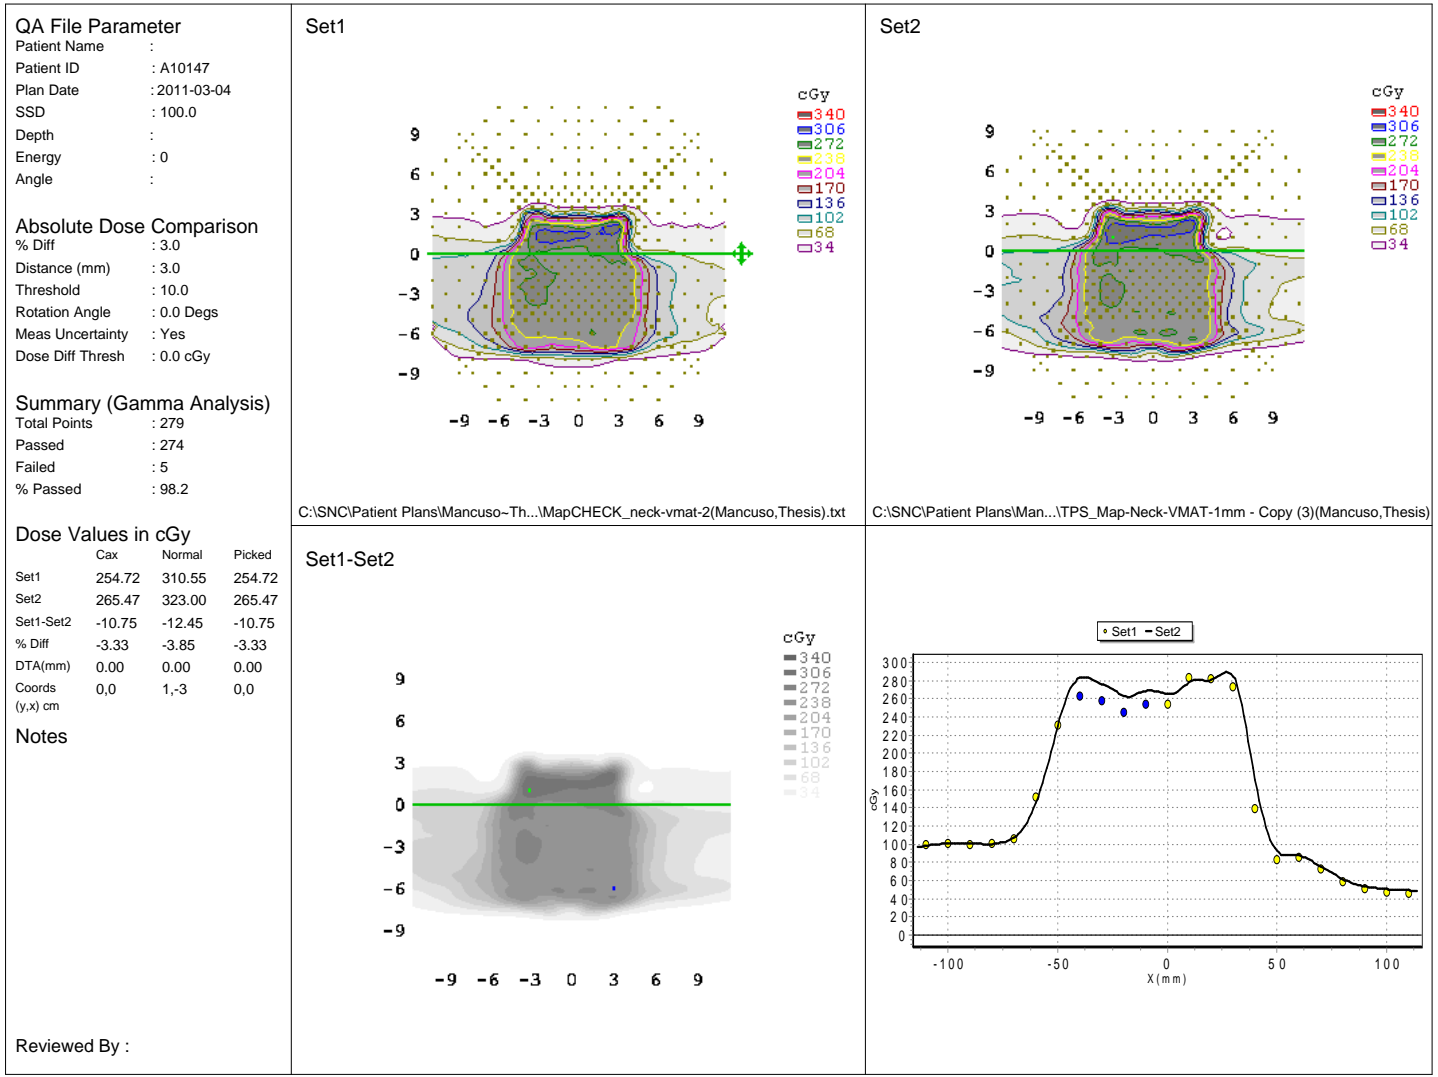 QA File Parameter
Patient Name :
Patient ID : A10147
Plan Date : 2011-03-04
SSD : 100.0
Depth :
Energy : 0
Angle :
Absolute Dose Comparison
% Diff : 3.0
Distance (mm) : 3.0
Threshold : 10.0
Rotation Angle : 0.0 Degs
Meas Uncertainty : Yes
Dose Diff Thresh : 0.0 cGy
Summary (Gamma Analysis)
Total Points : 279
Passed : 274
Failed : 5
% Passed : 98.2
Dose Values in cGy
Cax Normal Picked
Set1 254.72 310.55 254.72
Set2 265.47 323.00 265.47
Set1-Set2 -10.75 -12.45 -10.75
% Diff -3.33 -3.85 -3.33
DTA(mm) 0.00 0.00 0.00
Coords 0,0 1,-3 0,0
(y,x) cm
Notes
Reviewed By :
Set1
cGy
340
306
272
238
204
170
136
102
68
34
9
6
3
0
-3
-6
-9
-9 -6 -3 0 3 6 9
C:\SNC\Patient Plans\Mancuso~Th...\MapCHECK_neck-vmat-2(Mancuso,Thesis).txt
Set2
cGy
340
306
272
238
204
170
136
102
68
34
9
6
3
0
-3
-6
-9
-9 -6 -3 0 3 6 9
C:\SNC\Patient Plans\Man...\TPS_Map-Neck-VMAT-1mm - Copy (3)(Mancuso,Thesis)
Set1-Set2
cGy
340
306
272
238
204
170
136
102
68
34
9
6
3
0
-3
-6
-9
-9 -6 -3 0 3 6 9
Set1 Set2
300
280
260
240
220
200
180
160
140
120
100
80
60
40
20
0
cGy
-100 -50 0 50 100
X(mm)